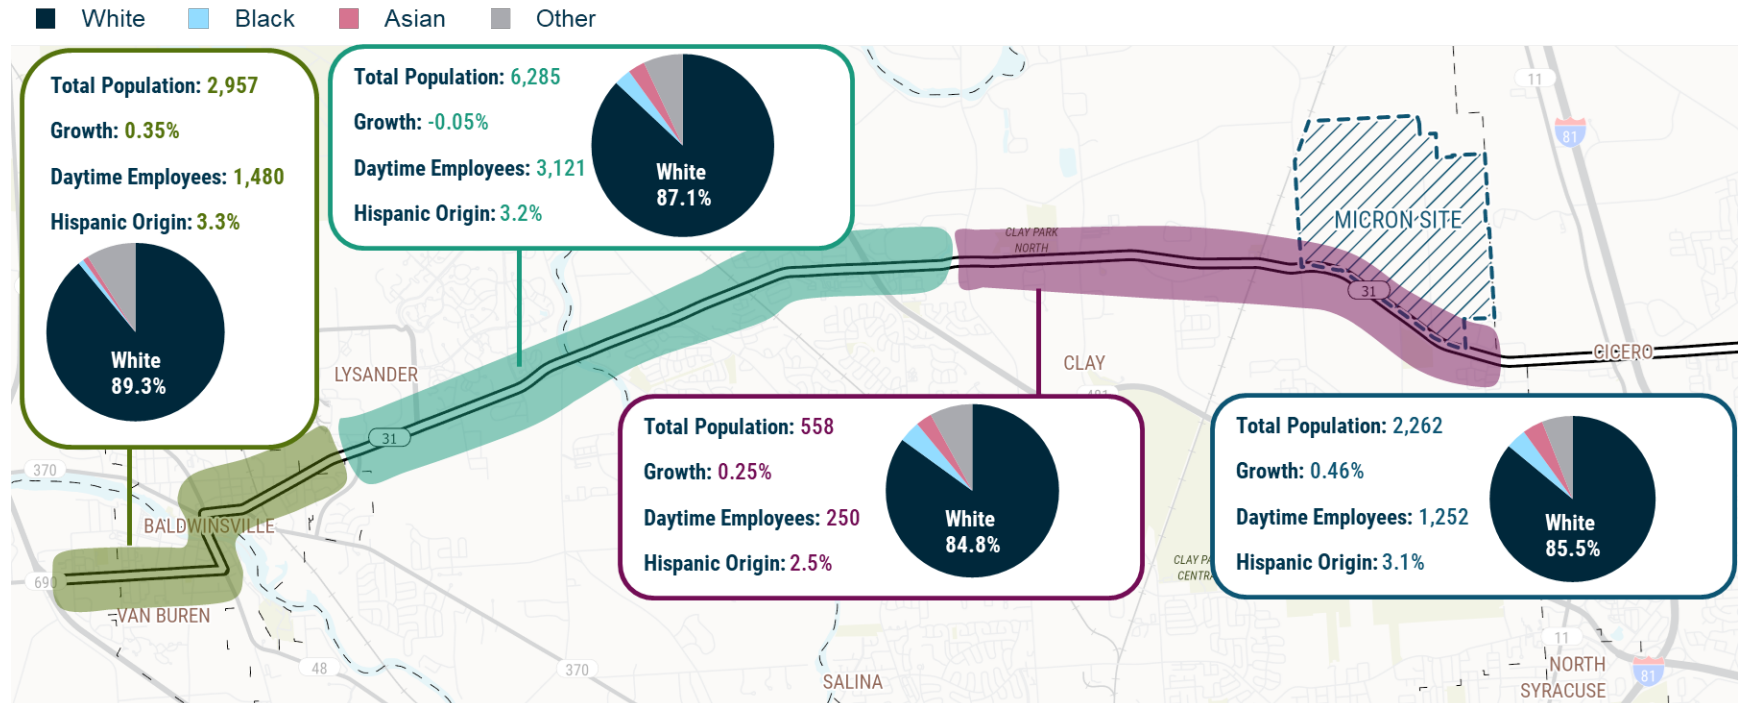 White Black Asian Other
Total Population: 2,957
Growth: 0.35%
Daytime Employees: 1,480
Hispanic Origin: 3.3%
White
89.3%
Total Population: 6,285
Growth: -0.05%
Daytime Employees: 3,121
Hispanic Origin: 3.2%
White
87.1%
11
81
CLAY PARK
NORTH
MICRON SITE
31
LYSANDER
CLAY
CICERO
31
Total Population: 558
Growth: 0.25%
Daytime Employees: 250
Hispanic Origin: 2.5%
White
84.8%
Total Population: 2,262
Growth: 0.46%
Daytime Employees: 1,252
Hispanic Origin: 3.1%
White
85.5%
370
BALDWINSVILLE
690
VAN BUREN
CLAY PA
CENTRA
48
370
SALINA
11
NORTH
SYRACUSE
81